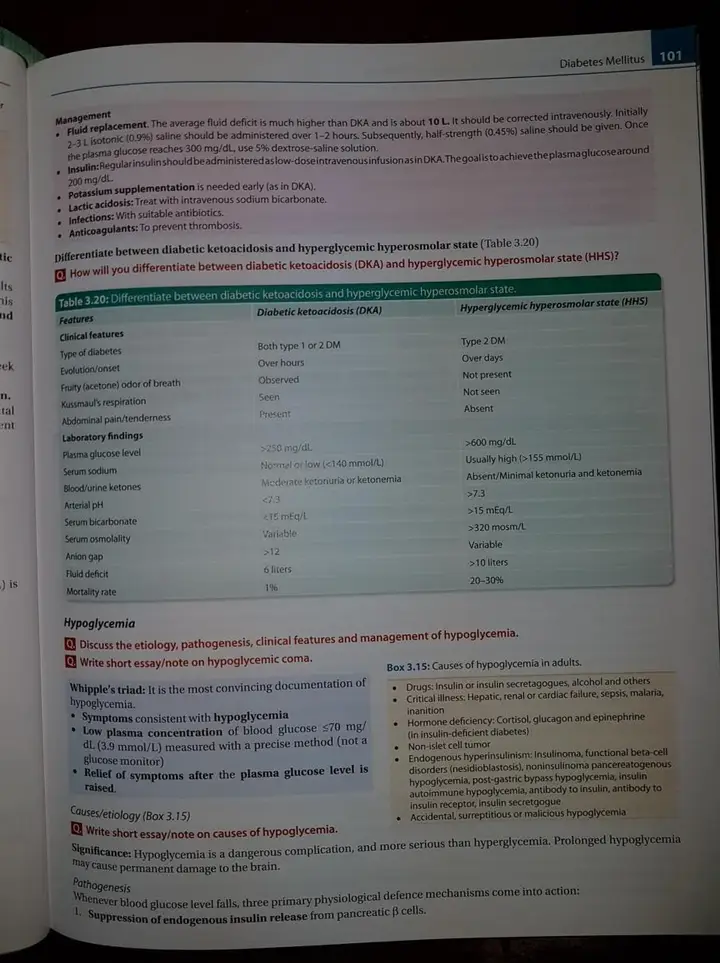 Diabetes Mellitus 101
Management
• Fluid replacement. The average fluid deficit is much higher than DKA and is about 10 L. It should be corrected intravenously. Initially
2–3 L isotonic (0.9%) saline should be administered over 1–2 hours. Subsequently, half-strength (0.45%) saline should be given. Once
the plasma glucose reaches 300 mg/dL, use 5% dextrose-saline solution.
• Insulin: Regular insulin should be administered as low-dose intravenous infusion as in DKA. The goal is to achieve the plasma glucose around
200 mg/dL.
• Potassium supplementation is needed early (as in DKA).
• Lactic acidosis: Treat with intravenous sodium bicarbonate.
• Infections: With suitable antibiotics.
• Anticoagulants: To prevent thrombosis.
Differentiate between diabetic ketoacidosis and hyperglycemic hyperosmolar state (Table 3.20)
Q. How will you differentiate between diabetic ketoacidosis (DKA) and hyperglycemic hyperosmolar state (HHS)?
Table 3.20: Differentiate between diabetic ketoacidosis and hyperglycemic hyperosmolar state.
Features Diabetic ketoacidosis (DKA) Hyperglycemic hyperosmolar state (HHS)
Clinical features
Type of diabetes Both type 1 or 2 DM Type 2 DM
Evolution/onset Over hours Over days
Fruity (acetone) odor of breath Observed Not present
Kussmaul's respiration Seen Not seen
Abdominal pain/tenderness Present Absent
Laboratory findings
Plasma glucose level >250 mg/dL >600 mg/dL
Serum sodium Normal or low (<140 mmol/L) Usually high (>155 mmol/L)
Blood/urine ketones Moderate ketonuria or ketonemia Absent/Minimal ketonuria and ketonemia
Arterial pH <7.3 >7.3
Serum bicarbonate <15 mEq/L >15 mEq/L
Serum osmolality Variable >320 mosm/L
Anion gap >12 Variable
Fluid deficit 6 liters >10 liters
Mortality rate 1% 20–30%
Hypoglycemia
Q. Discuss the etiology, pathogenesis, clinical features and management of hypoglycemia.
Q. Write short essay/note on hypoglycemic coma.
Whipple's triad: It is the most convincing documentation of
hypoglycemia.
• Symptoms consistent with hypoglycemia
• Low plasma concentration of blood glucose ≤70 mg/
dL (3.9 mmol/L) measured with a precise method (not a
glucose monitor)
• Relief of symptoms after the plasma glucose level is
raised.
Box 3.15: Causes of hypoglycemia in adults.
• Drugs: Insulin or insulin secretagogues, alcohol and others
• Critical illness: Hepatic, renal or cardiac failure, sepsis, malaria,
inanition
• Hormone deficiency: Cortisol, glucagon and epinephrine
(in insulin-deficient diabetes)
• Non-islet cell tumor
• Endogenous hyperinsulinism: Insulinoma, functional beta-cell
disorders (nesidioblastosis), noninsulinoma pancereatogenous
hypoglycemia, post-gastric bypass hypoglycemia, insulin
autoimmune hypoglycemia, antibody to insulin, antibody to
insulin receptor, insulin secretgogue
• Accidental, surreptitious or malicious hypoglycemia
Causes/etiology (Box 3.15)
Q. Write short essay/note on causes of hypoglycemia.
Significance: Hypoglycemia is a dangerous complication, and more serious than hyperglycemia. Prolonged hypoglycemia
may cause permanent damage to the brain.
Pathogenesis
Whenever blood glucose level falls, three primary physiological defence mechanisms come into action:
1. Suppression of endogenous insulin release from pancreatic β cells.